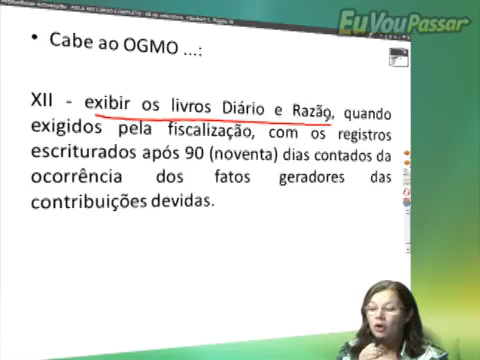 EuVouPassar
• Cabe ao OGMO ...:
XII - exibir os livros Diário e Razão, quando
exigidos pela fiscalização, com os registros
escriturados após 90 (noventa) dias contados da
ocorrência dos fatos geradores das
contribuições devidas.